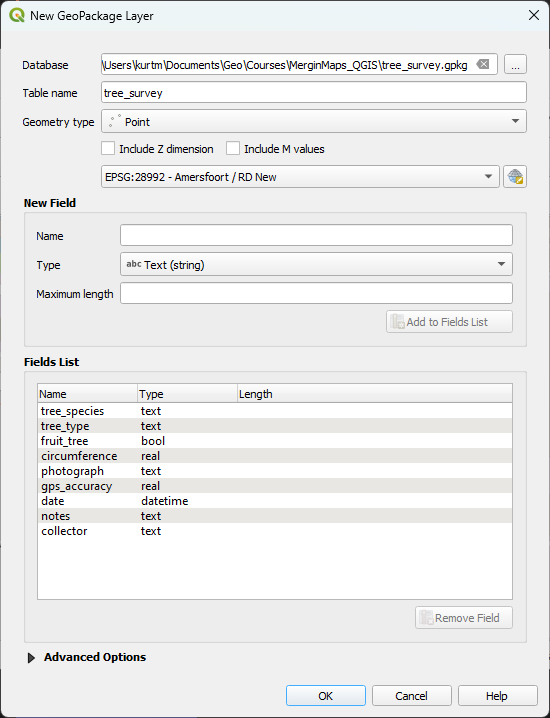 New GeoPackage Layer
Database \Users\kurtm\Documents\Geo\Courses\MerginMaps_QGIS\tree_survey.gpkg ...
Table name tree_survey
Geometry type Point
Include Z dimension Include M values
EPSG:28992 - Amersfoort / RD New
New Field
Name
Type abc Text (string)
Maximum length
Add to Fields List
Fields List
Name Type Length
tree_species text
tree_type text
fruit_tree bool
circumference real
photograph text
gps_accuracy real
date datetime
notes text
collector text
Remove Field
Advanced Options
OK Cancel Help